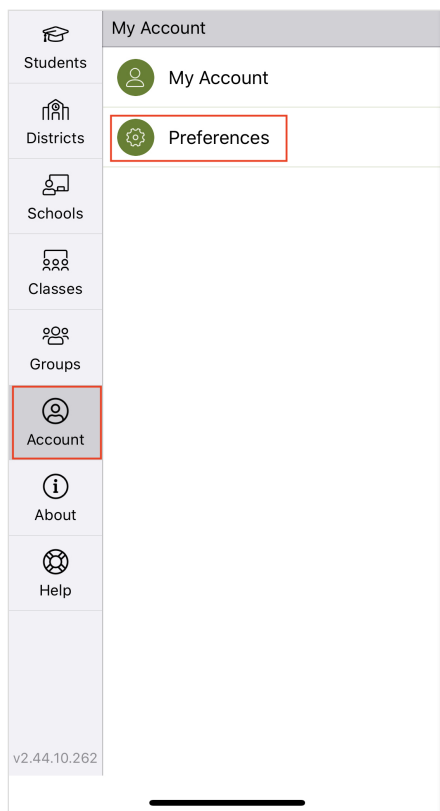 Students
Districts
Schools
Classes
Groups
Account
About
Help
v2.44.10.262
My Account
My Account
Preferences